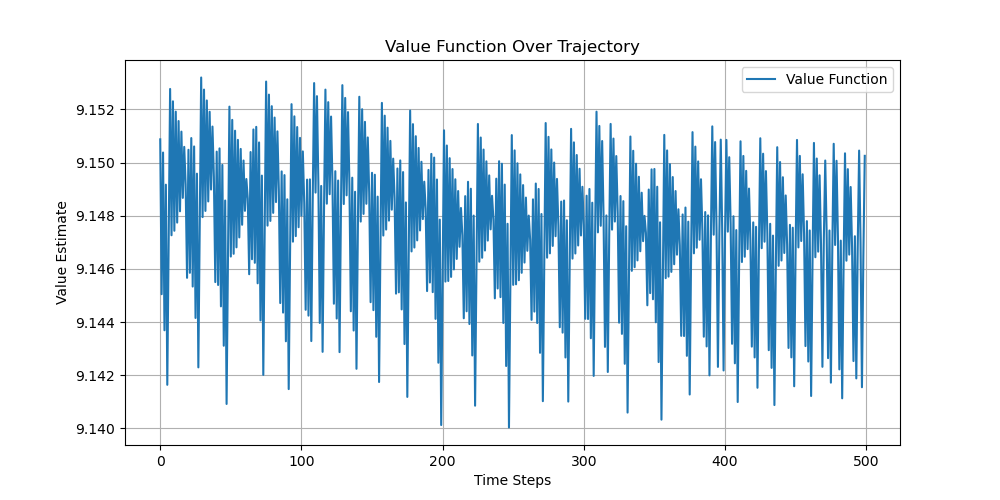 Value Function Over Trajectory
Value Function
Value Estimate
9.152
9.150
9.148
9.146
9.144
9.142
9.140
0 100 200 300 400 500
Time Steps